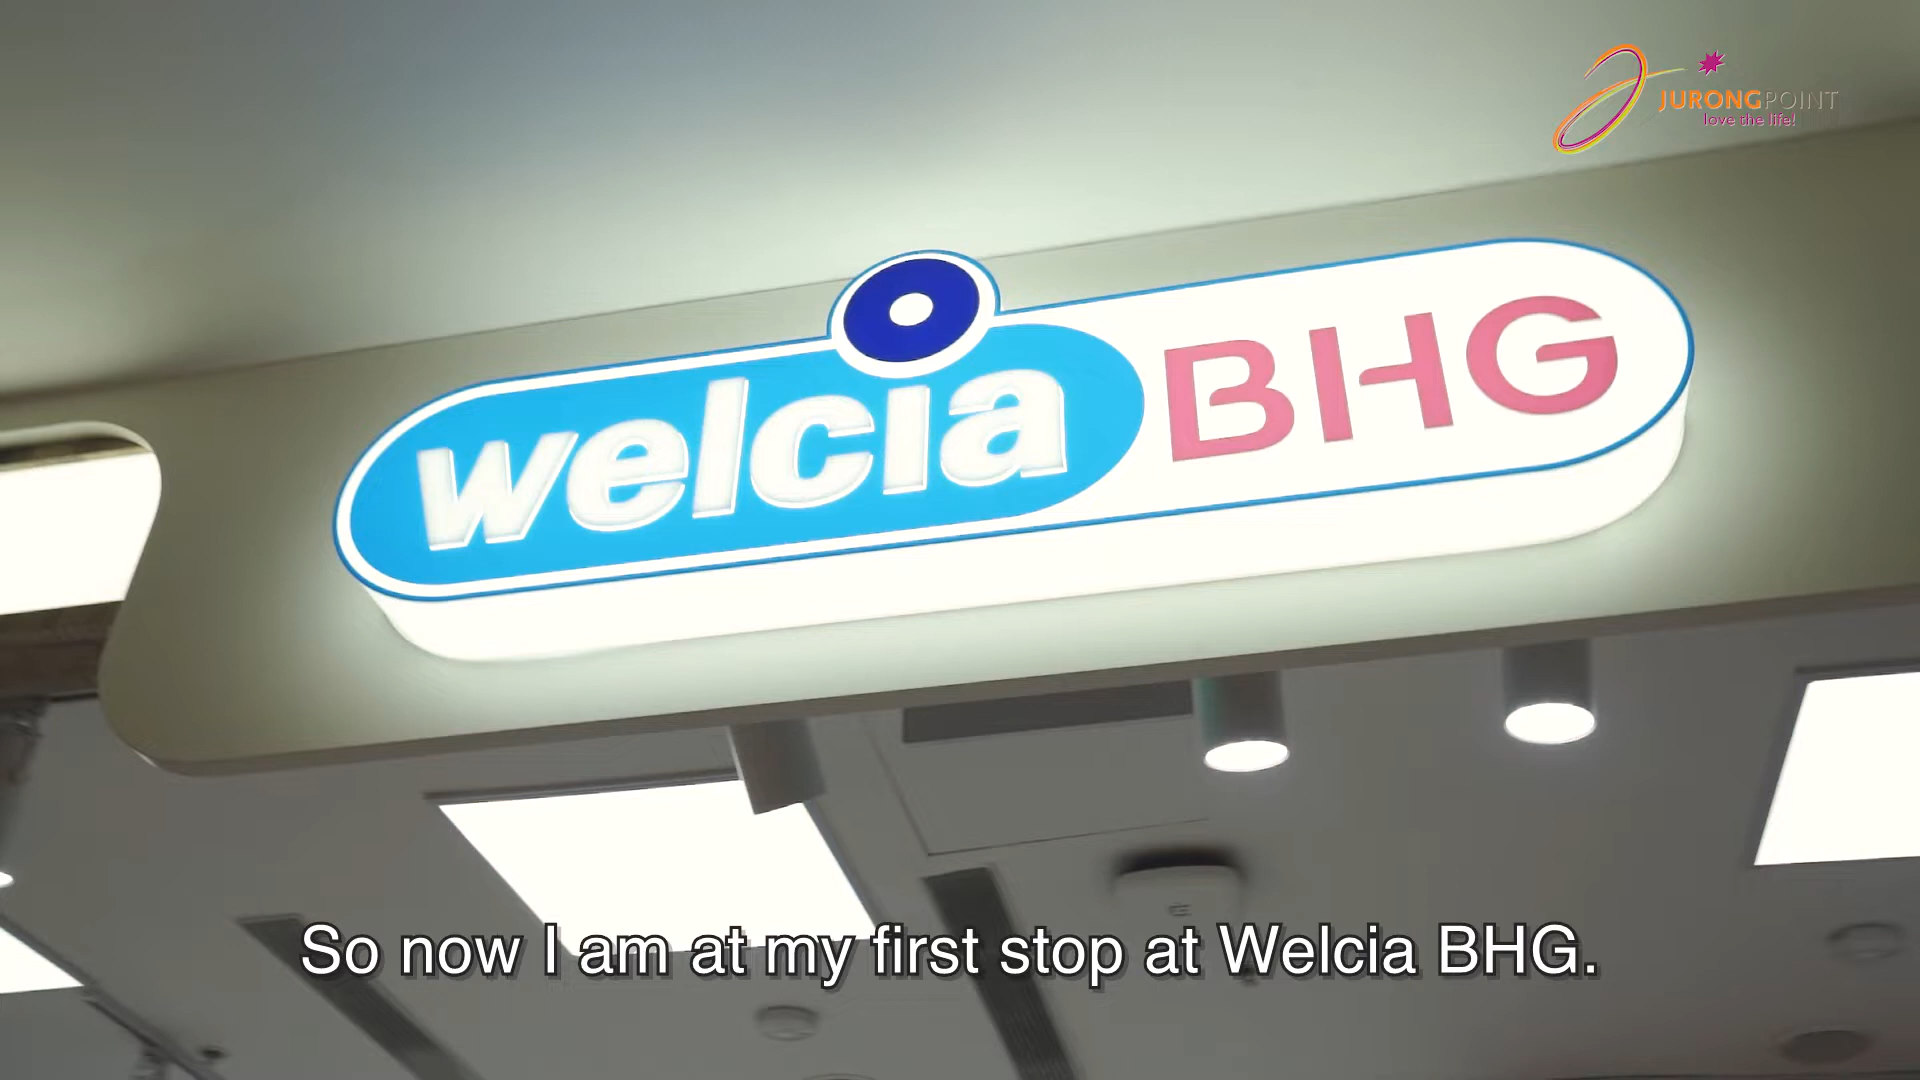 JURONGPOINT
love the life!
welcia BHG
So now I am at my first stop at Welcia BHG.